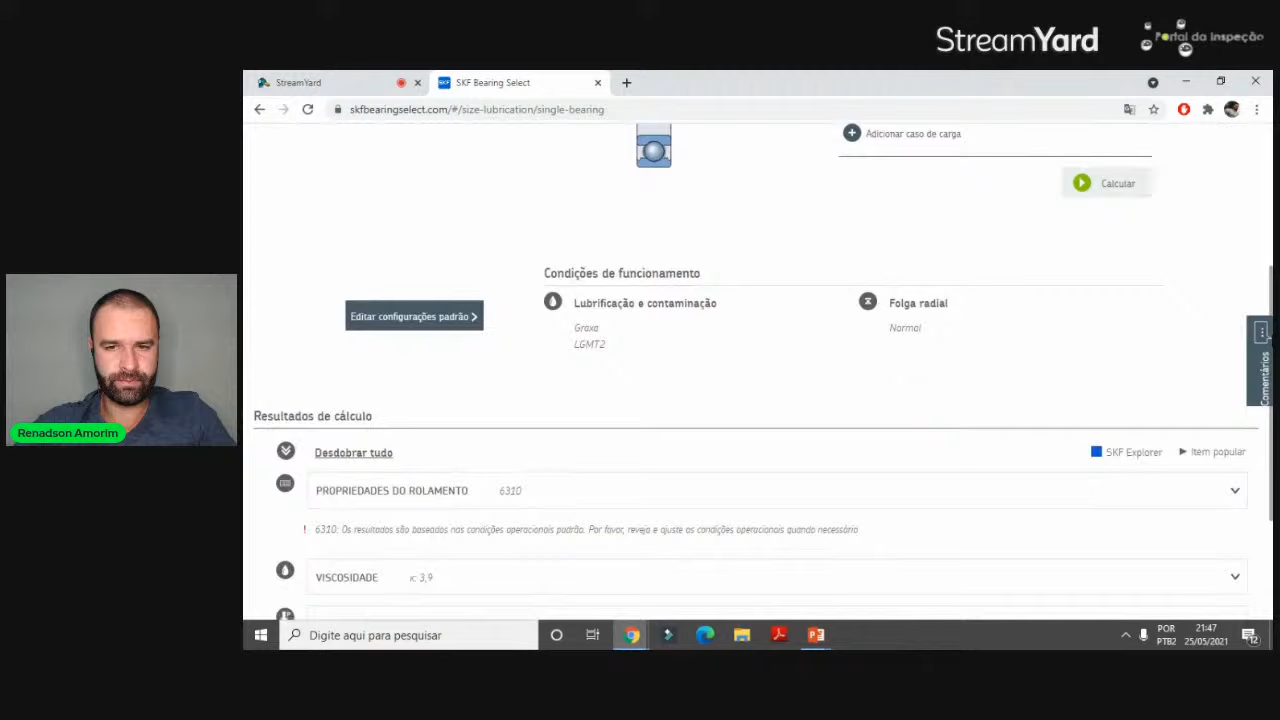 StreamYard
Portal da Inspeção
StreamYard
SKF
SKF Bearing Select
skfbearingselect.com/#/size-lubrication/single-bearing
Adicionar caso de carga
Calcular
Condições de funcionamento
Editar configurações padrão
Lubrificação e contaminação
Graxa
LGMT2
Folga radial
Normal
Comentários
Renadson Amorim
Resultados de cálculo
Desdobrar tudo
SKF Explorer
Item popular
PROPRIEDADES DO ROLAMENTO 6310
! 6310: Os resultados são baseados nas condições operacionais padrão. Por favor, reveja e ajuste as condições operacionais quando necessário
VISCOSIDADE κ: 3,9
Digite aqui para pesquisar
POR
PTB2
21:47
25/05/2021
12